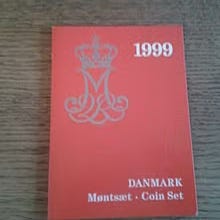 1999
DANMARK
Møntsæt · Coin Set